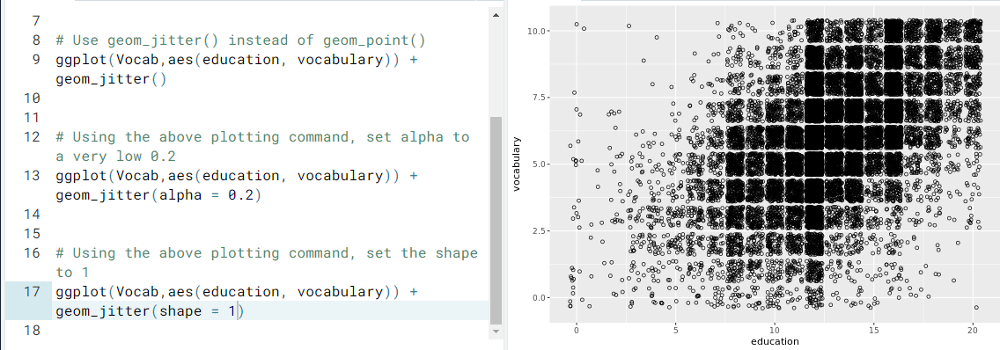 7
8 # Use geom_jitter() instead of geom_point()
9 ggplot(Vocab,aes(education, vocabulary)) +
geom_jitter()
10
11
12 # Using the above plotting command, set alpha to
a very low 0.2
13 ggplot(Vocab,aes(education, vocabulary)) +
geom_jitter(alpha = 0.2)
14
15
16 # Using the above plotting command, set the shape
to 1
17 ggplot(Vocab,aes(education, vocabulary)) +
geom_jitter(shape = 1)
18
vocabulary
10.0
7.5
5.0
2.5
0.0
0 5 10 15 20
education